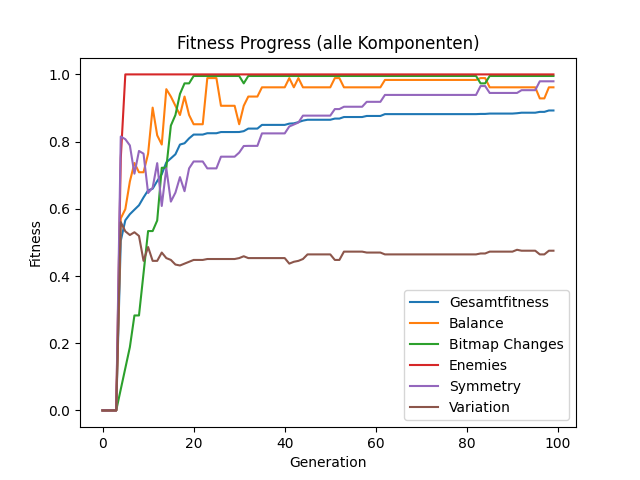 Fitness Progress (alle Komponenten)
1.0
0.8
0.6
0.4
0.2
0.0
Fitness
0
20
40
60
80
100
Generation
Gesamtfitness
Balance
Bitmap Changes
Enemies
Symmetry
Variation